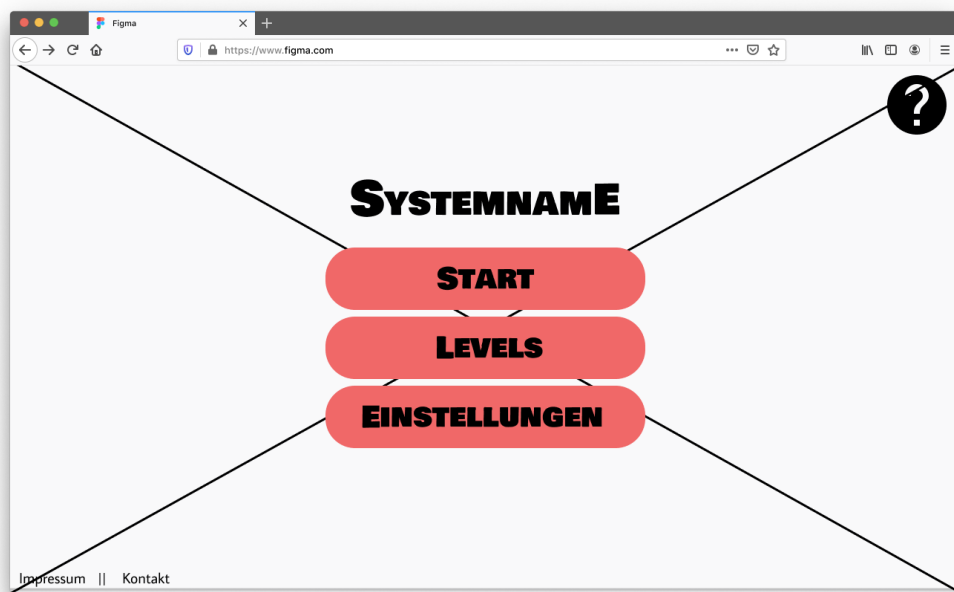 Figma
https://www.figma.com
?
SYSTEMNAME
START
LEVELS
EINSTELLUNGEN
Impressum || Kontakt